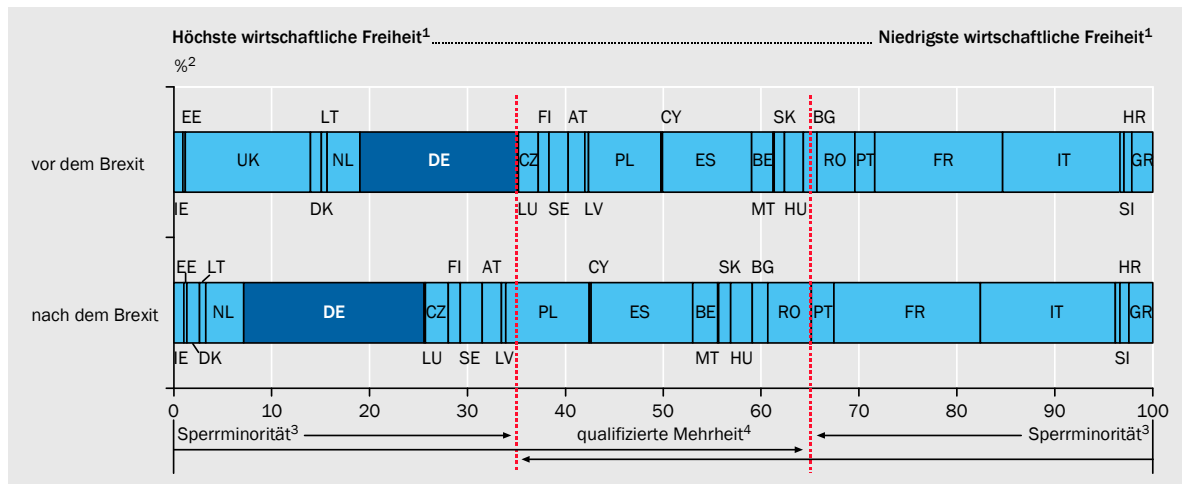 Höchste wirtschaftliche Freiheit¹ Niedrigste wirtschaftliche Freiheit¹
%²
EE LT FI AT CY SK BG HR
vor dem Brexit UK NL DE CZ PL ES BE RO PT FR IT GR
IE DK LU SE LV MT HU SI
EE LT FI AT CY SK BG HR
nach dem Brexit NL DE CZ PL ES BE RO PT FR IT GR
IE DK LU SE LV MT HU SI
0 10 20 30 40 50 60 70 80 90 100
Sperrminorität³ qualifizierte Mehrheit⁴ Sperrminorität³